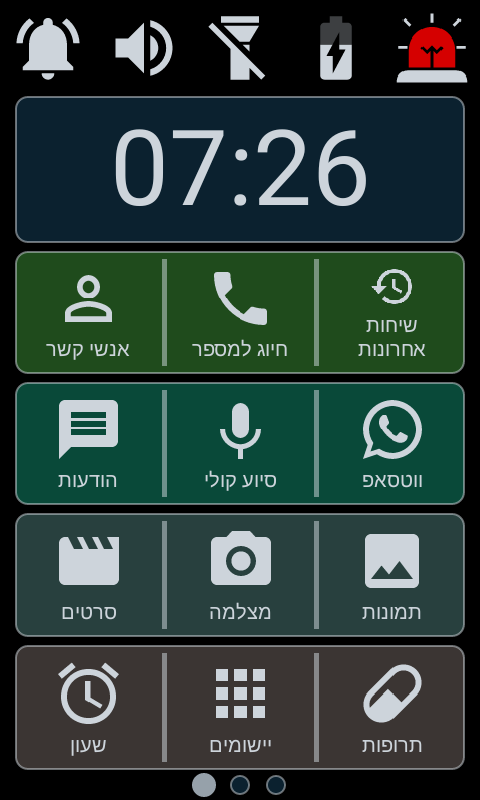 07:26
שיחות
אחרונות
חיוג למספר
אנשי קשר
ווטסאפ
סיוע קולי
הודעות
תמונות
מצלמה
סרטים
תרופות
יישומים
שעון